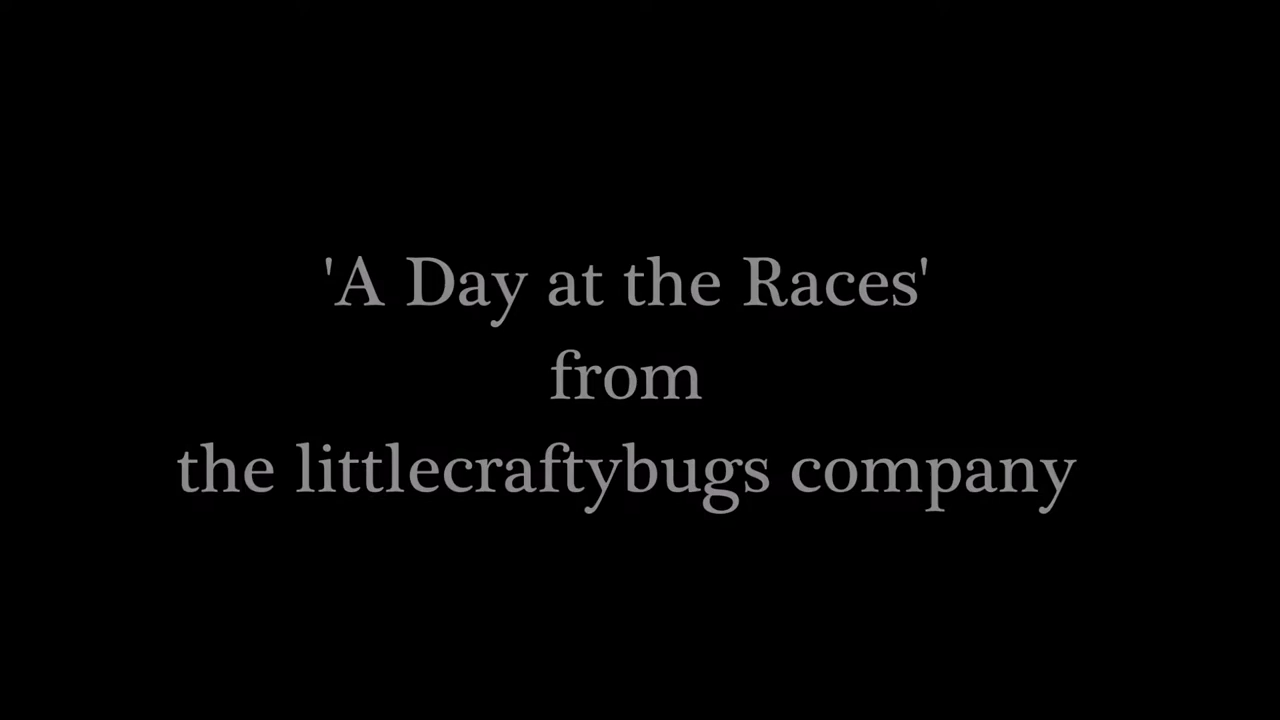 'A Day at the Races'
from
the littlecraftybugs company